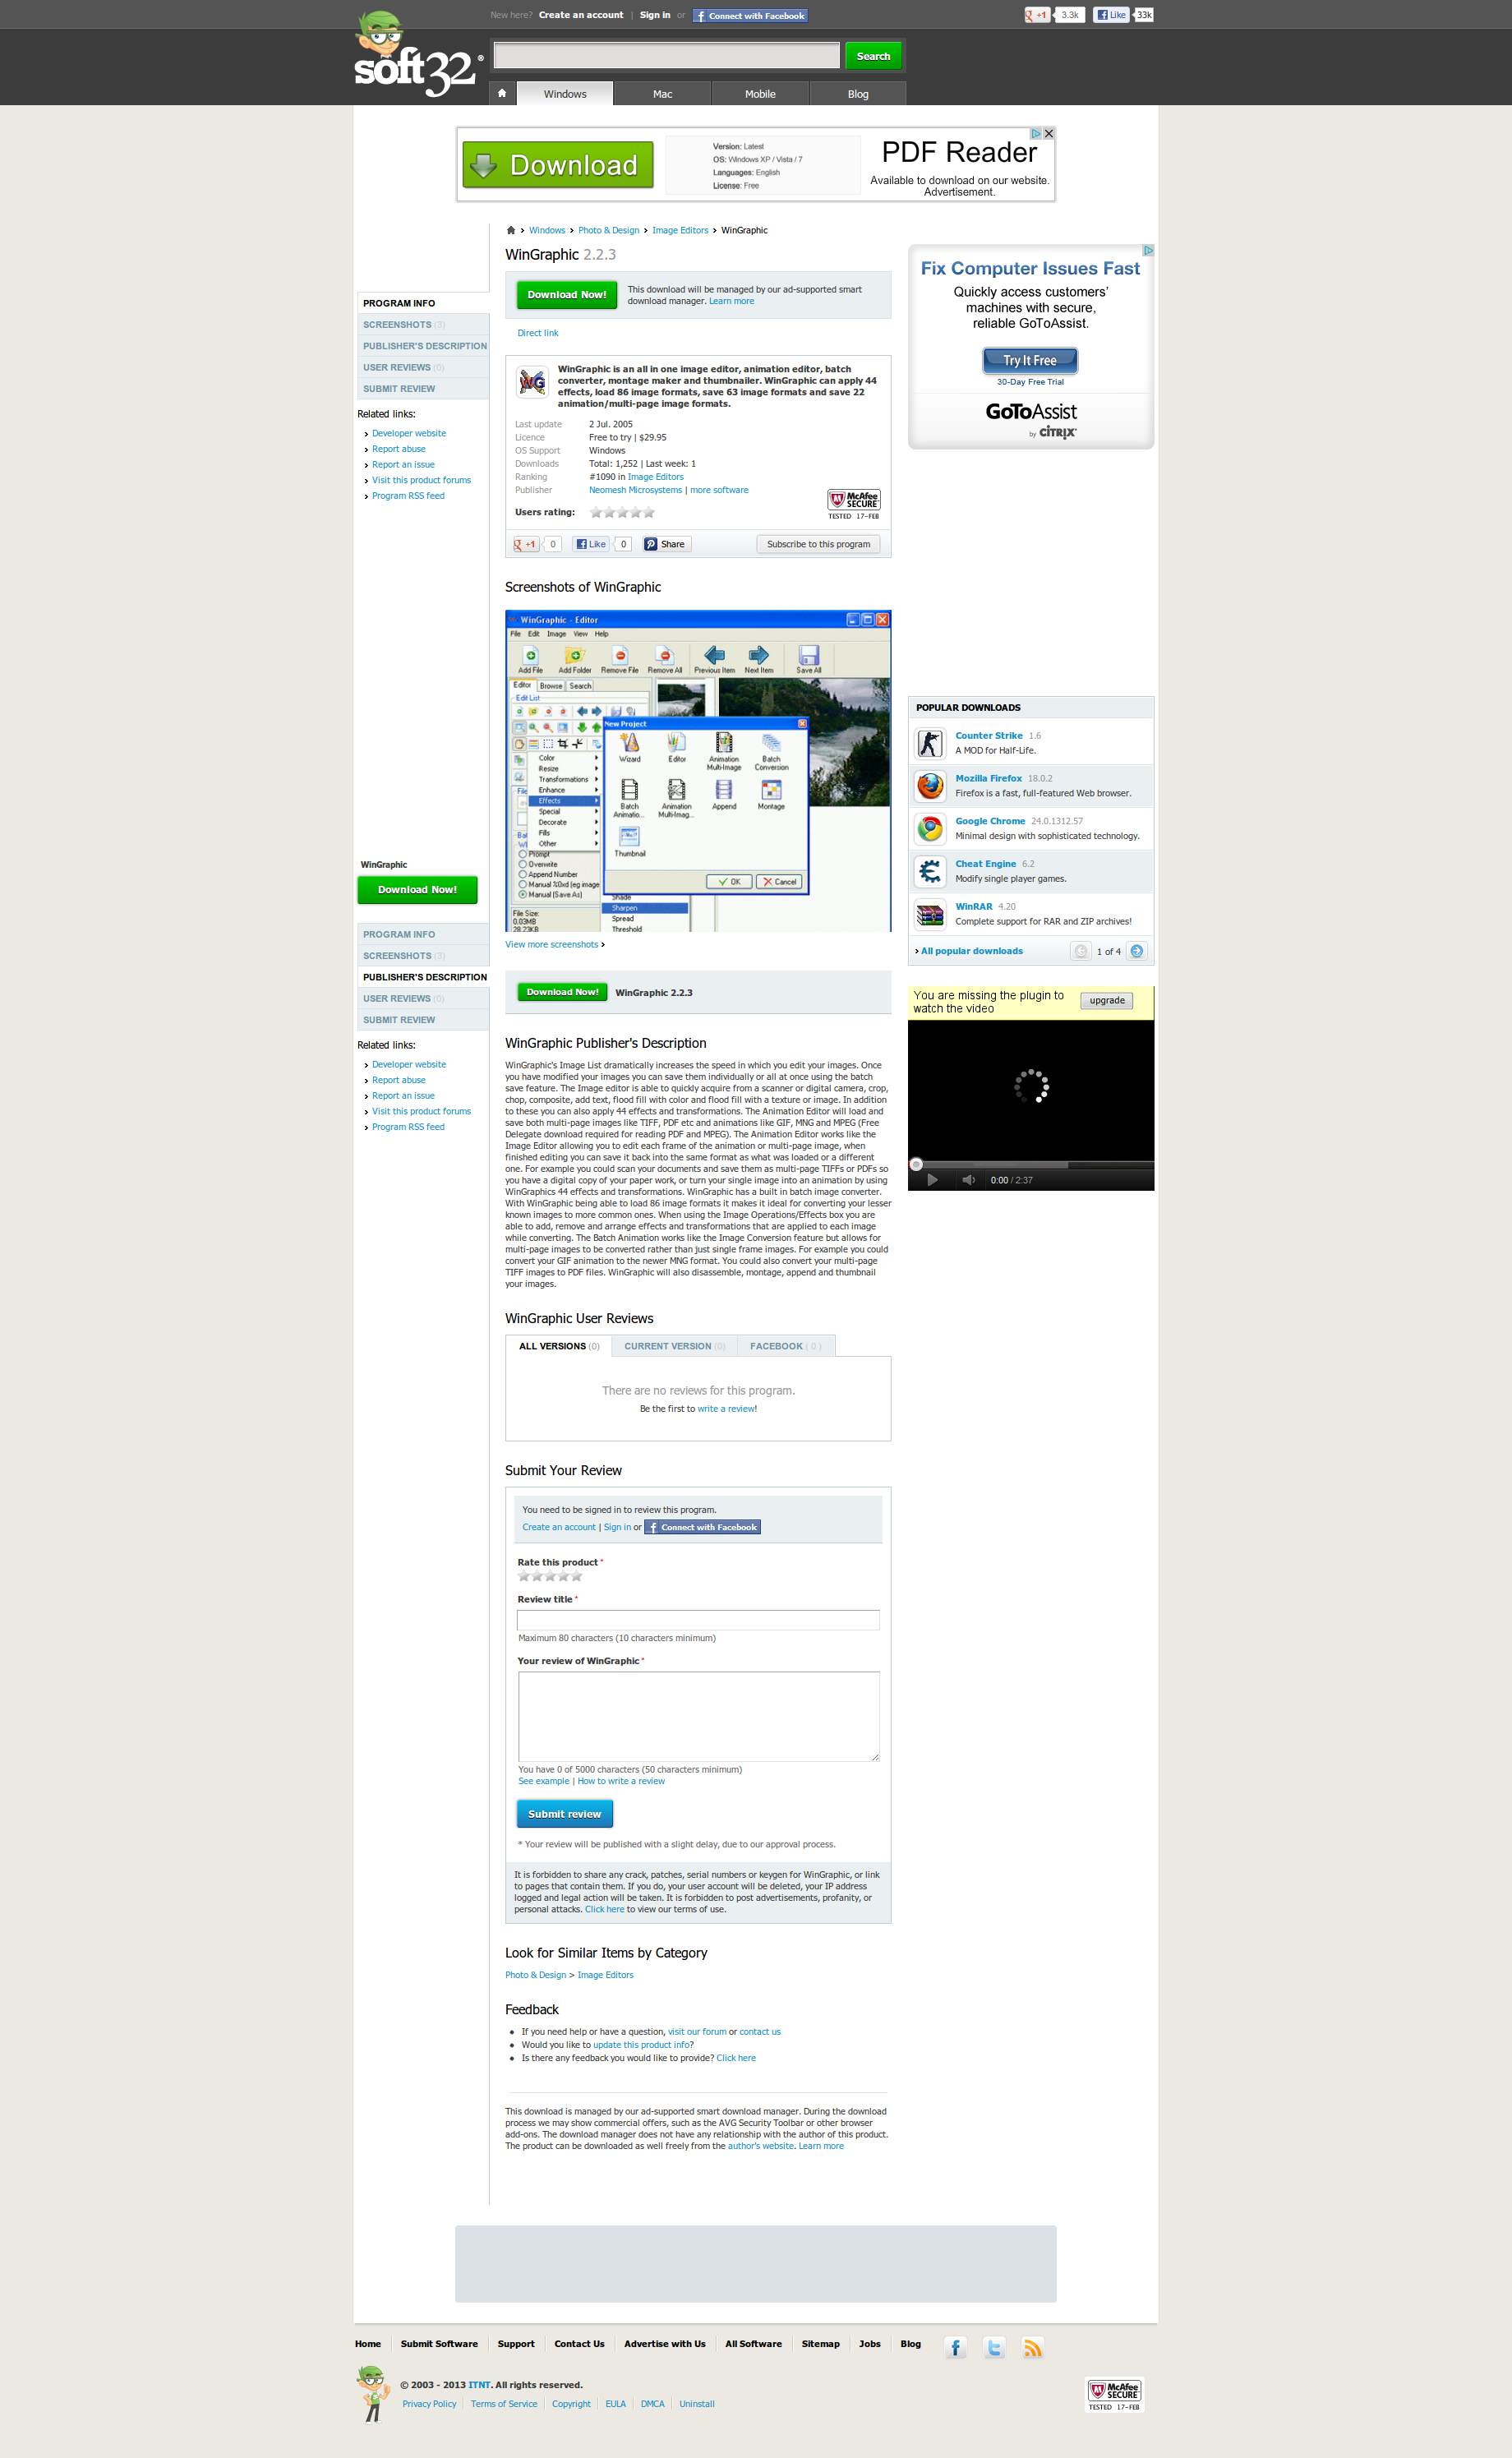 New here? Create an account | Sign in or Connect with Facebook
+1 3.3k Like 33k
soft32®
Search
Windows Mac Mobile Blog
Download
Version: Latest
OS: Windows XP / Vista / 7
Languages: English
License: Free
PDF Reader
Available to download on our website.
Advertisement.
Windows Photo & Design Image Editors WinGraphic
WinGraphic 2.2.3
Download Now!
This download will be managed by our ad-supported smart
download manager. Learn more
Direct link
PROGRAM INFO
SCREENSHOTS (3)
PUBLISHER'S DESCRIPTION
USER REVIEWS (0)
SUBMIT REVIEW
Related links:
Developer website
Report abuse
Report an issue
Visit this product forums
Program RSS feed
WG
WinGraphic is an all in one image editor, animation editor, batch
converter, montage maker and thumbnailer. WinGraphic can apply 44
effects, load 86 image formats, save 63 image formats and save 22
animation/multi-page image formats.
Last update 2 Jul. 2005
Licence Free to try | $29.95
OS Support Windows
Downloads Total: 1,252 | Last week: 1
Ranking #1090 in Image Editors
Publisher Neomesh Microsystems | more software
Users rating:
McAfee
SECURE
TESTED 17-FEB
+1 0 Like 0 Share
Subscribe to this program
Fix Computer Issues Fast
Quickly access customers'
machines with secure,
reliable GoToAssist.
Try It Free
30-Day Free Trial
GoToAssist
by CITRIX
Screenshots of WinGraphic
WinGraphic - Editor
File Edit Image View Help
Add File Add Folder Remove File Remove All Previous Item Next Item Save All
Editor Browse Search
Edit List
New Project
Wizard Editor Animation Multi-Image Batch Conversion
Batch Animatio... Animation Multi-Imag... Append Montage
Thumbnail
OK Cancel
Color
Resize
Transformations
Enhance
Effects
Special
Decorate
Fills
Other
Prompt
Overwrite
Append Number
Manual %0xd (eg image
Manual (Save As)
File Size:
0.03MB
28.23KB
Shade
Sharpen
Spread
Threshold
View more screenshots
WinGraphic
Download Now!
PROGRAM INFO
SCREENSHOTS (3)
PUBLISHER'S DESCRIPTION
USER REVIEWS (0)
SUBMIT REVIEW
Related links:
Developer website
Report abuse
Report an issue
Visit this product forums
Program RSS feed
POPULAR DOWNLOADS
Counter Strike 1.6
A MOD for Half-Life.
Mozilla Firefox 18.0.2
Firefox is a fast, full-featured Web browser.
Google Chrome 24.0.1312.57
Minimal design with sophisticated technology.
Cheat Engine 6.2
Modify single player games.
WinRAR 4.20
Complete support for RAR and ZIP archives!
All popular downloads 1 of 4
You are missing the plugin to
watch the video
upgrade
0:00 / 2:37
Download Now! WinGraphic 2.2.3
WinGraphic Publisher's Description
WinGraphic's Image List dramatically increases the speed in which you edit your images. Once
you have modified your images you can save them individually or all at once using the batch
save feature. The Image editor is able to quickly acquire from a scanner or digital camera, crop,
chop, composite, add text, flood fill with color and flood fill with a texture or image. In addition
to these you can also apply 44 effects and transformations. The Animation Editor will load and
save both multi-page images like TIFF, PDF etc and animations like GIF, MNG and MPEG (Free
Delegate download required for reading PDF and MPEG). The Animation Editor works like the
Image Editor allowing you to edit each frame of the animation or multi-page image, when
finished editing you can save it back into the same format as what was loaded or a different
one. For example you could scan your documents and save them as multi-page TIFFs or PDFs so
you have a digital copy of your paper work, or turn your single image into an animation by using
WinGraphics 44 effects and transformations. WinGraphic has a built in batch image converter.
With WinGraphic being able to load 86 image formats it makes it ideal for converting your lesser
known images to more common ones. When using the Image Operations/Effects box you are
able to add, remove and arrange effects and transformations that are applied to each image
while converting. The Batch Animation works like the Image Conversion feature but allows for
multi-page images to be converted rather than just single frame images. For example you could
convert your GIF animation to the newer MNG format. You could also convert your multi-page
TIFF images to PDF files. WinGraphic will also disassemble, montage, append and thumbnail
your images.
WinGraphic User Reviews
ALL VERSIONS (0) CURRENT VERSION (0) FACEBOOK ( 0 )
There are no reviews for this program.
Be the first to write a review!
Submit Your Review
You need to be signed in to review this program.
Create an account | Sign in or Connect with Facebook
Rate this product *
Review title *
Maximum 80 characters (10 characters minimum)
Your review of WinGraphic *
You have 0 of 5000 characters (50 characters minimum)
See example | How to write a review
Submit review
* Your review will be published with a slight delay, due to our approval process.
It is forbidden to share any crack, patches, serial numbers or keygen for WinGraphic, or link
to pages that contain them. If you do, your user account will be deleted, your IP address
logged and legal action will be taken. It is forbidden to post advertisements, profanity, or
personal attacks. Click here to view our terms of use.
Look for Similar Items by Category
Photo & Design > Image Editors
Feedback
If you need help or have a question, visit our forum or contact us
Would you like to update this product info?
Is there any feedback you would like to provide? Click here
This download is managed by our ad-supported smart download manager. During the download
process we may show commercial offers, such as the AVG Security Toolbar or other browser
add-ons. The download manager does not have any relationship with the author of this product.
The product can be downloaded as well freely from the author's website. Learn more
Home Submit Software Support Contact Us Advertise with Us All Software Sitemap Jobs Blog
© 2003 - 2013 ITNT. All rights reserved.
Privacy Policy Terms of Service Copyright EULA DMCA Uninstall
McAfee
SECURE
TESTED 17-FEB